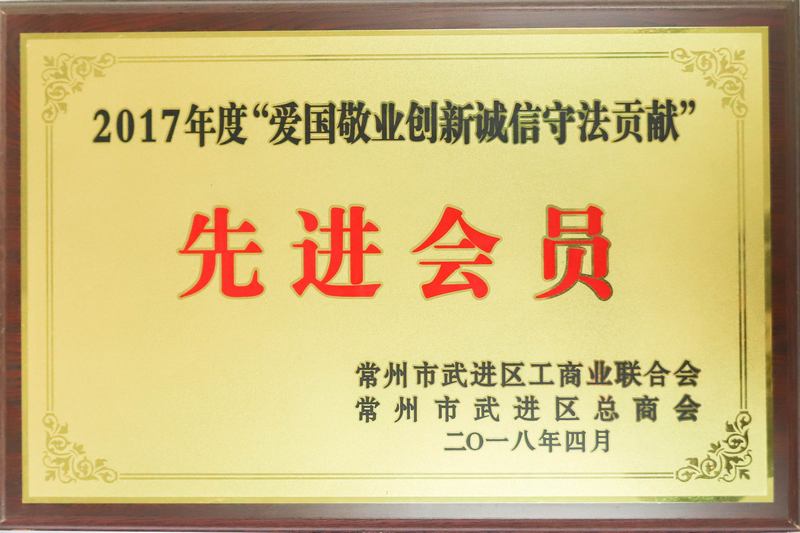 2017年度“爱国敬业创新诚信守法贡献”
先进会员
常州市武进区工商业联合会
常州市武进区总商会
二〇一八年四月